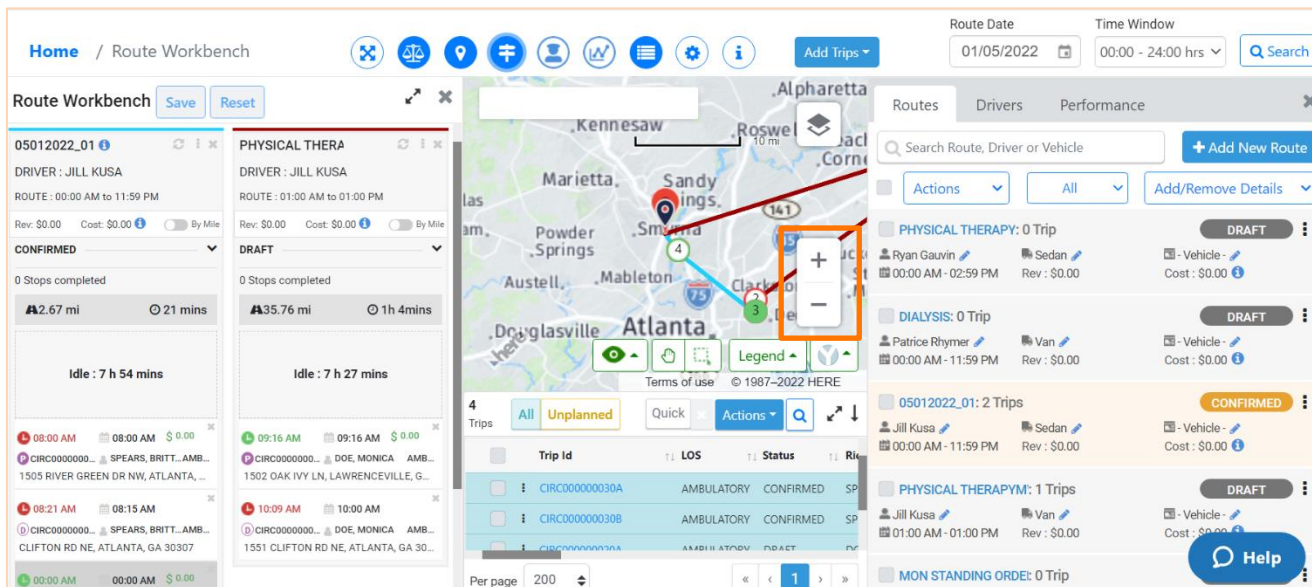 Route Date
Time Window
Home / Route Workbench
Add Trips
01/05/2022
00:00 - 24:00 hrs
Search
Route Workbench
Save
Reset
05012022_01
DRIVER : JILL KUSA
ROUTE : 00:00 AM to 11:59 PM
Rev: $0.00 Cost: $0.00 By Mile
CONFIRMED
0 Stops completed
2.67 mi 21 mins
Idle : 7 h 54 mins
08:00 AM 08:00 AM $ 0.00
CIRC0000000... SPEARS, BRITT...AMB...
1505 RIVER GREEN DR NW, ATLANTA, ...
08:21 AM 08:15 AM
CIRC0000000... SPEARS, BRITT...AMB...
CLIFTON RD NE, ATLANTA, GA 30307
00:00 AM 00:00 AM $ 0.00
PHYSICAL THERA
DRIVER : JILL KUSA
ROUTE : 01:00 AM to 01:00 PM
Rev: $0.00 Cost: $0.00 By Mile
DRAFT
0 Stops completed
35.76 mi 1h 4mins
Idle : 7 h 27 mins
09:16 AM 09:16 AM $ 0.00
CIRC0000000... DOE, MONICA AMB...
1502 OAK IVY LN, LAWRENCEVILLE, G...
10:09 AM 10:00 AM
CIRC0000000... DOE, MONICA AMB...
1551 CLIFTON RD NE, ATLANTA, GA 30...
Alpharetta
Kennesaw
10 mi
Marietta
Sandy
141
Powder
Springs
4
Austell
Mableton
75
3
Douglasville
Atlanta
here
Legend
Terms of use © 1987–2022 HERE
4
Trips
All
Unplanned
Quick
Actions
Trip Id LOS Status
CIRC000000030A AMBULATORY CONFIRMED SP
CIRC000000030B AMBULATORY CONFIRMED SP
Per page 200 « ‹ 1 › »
Routes Drivers Performance
Search Route, Driver or Vehicle
+ Add New Route
Actions
All
Add/Remove Details
PHYSICAL THERAPY: 0 Trip DRAFT
Ryan Gauvin Sedan - Vehicle -
00:00 AM - 02:59 PM Rev : $0.00 Cost : $0.00
DIALYSIS: 0 Trip DRAFT
Patrice Rhymer Van - Vehicle -
00:00 AM - 11:59 PM Rev : $0.00 Cost : $0.00
05012022_01: 2 Trips CONFIRMED
Jill Kusa Sedan - Vehicle -
00:00 AM - 11:59 PM Rev : $0.00 Cost : $0.00
PHYSICAL THERAPYM: 1 Trips DRAFT
Jill Kusa Van - Vehicle -
01:00 AM - 01:00 PM Rev : $0.00 Cost :
Help
MON STANDING ORDE: 0 Trip